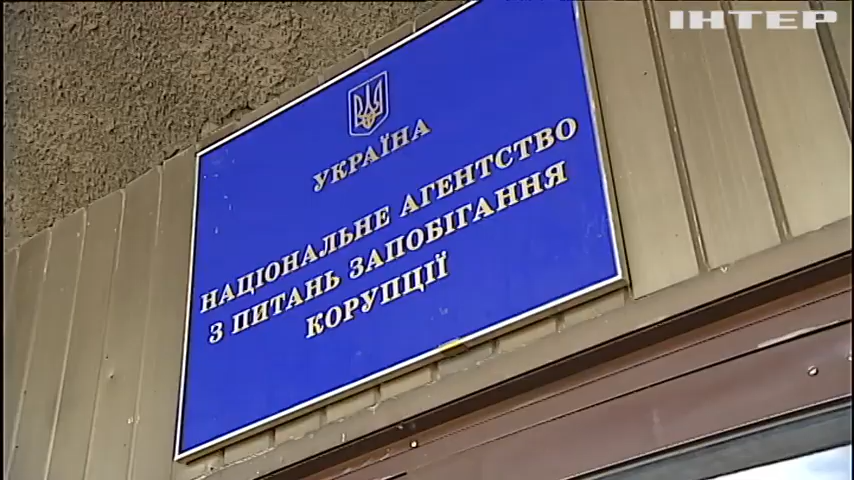 ІНТЕР
УКРАЇНА
НАЦІОНАЛЬНЕ АГЕНТСТВО
З ПИТАНЬ ЗАПОБІГАННЯ
КОРУПЦІЇ